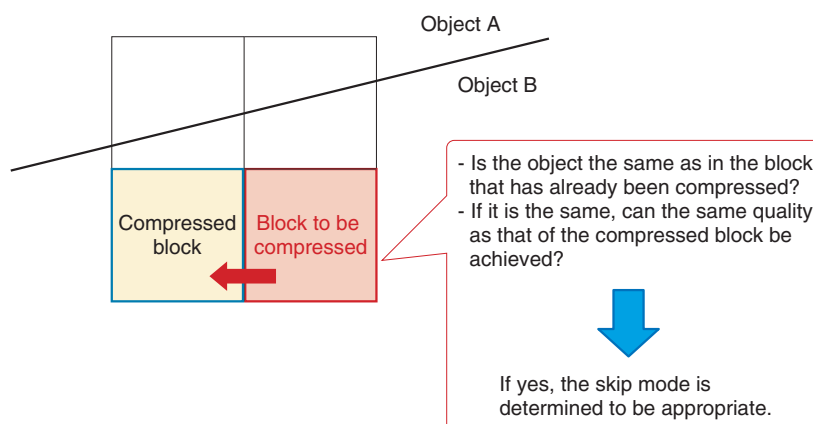 Object A
Object B
Compressed
block
Block to be
compressed
- Is the object the same as in the block
that has already been compressed?
- If it is the same, can the same quality
as that of the compressed block be
achieved?
If yes, the skip mode is
determined to be appropriate.